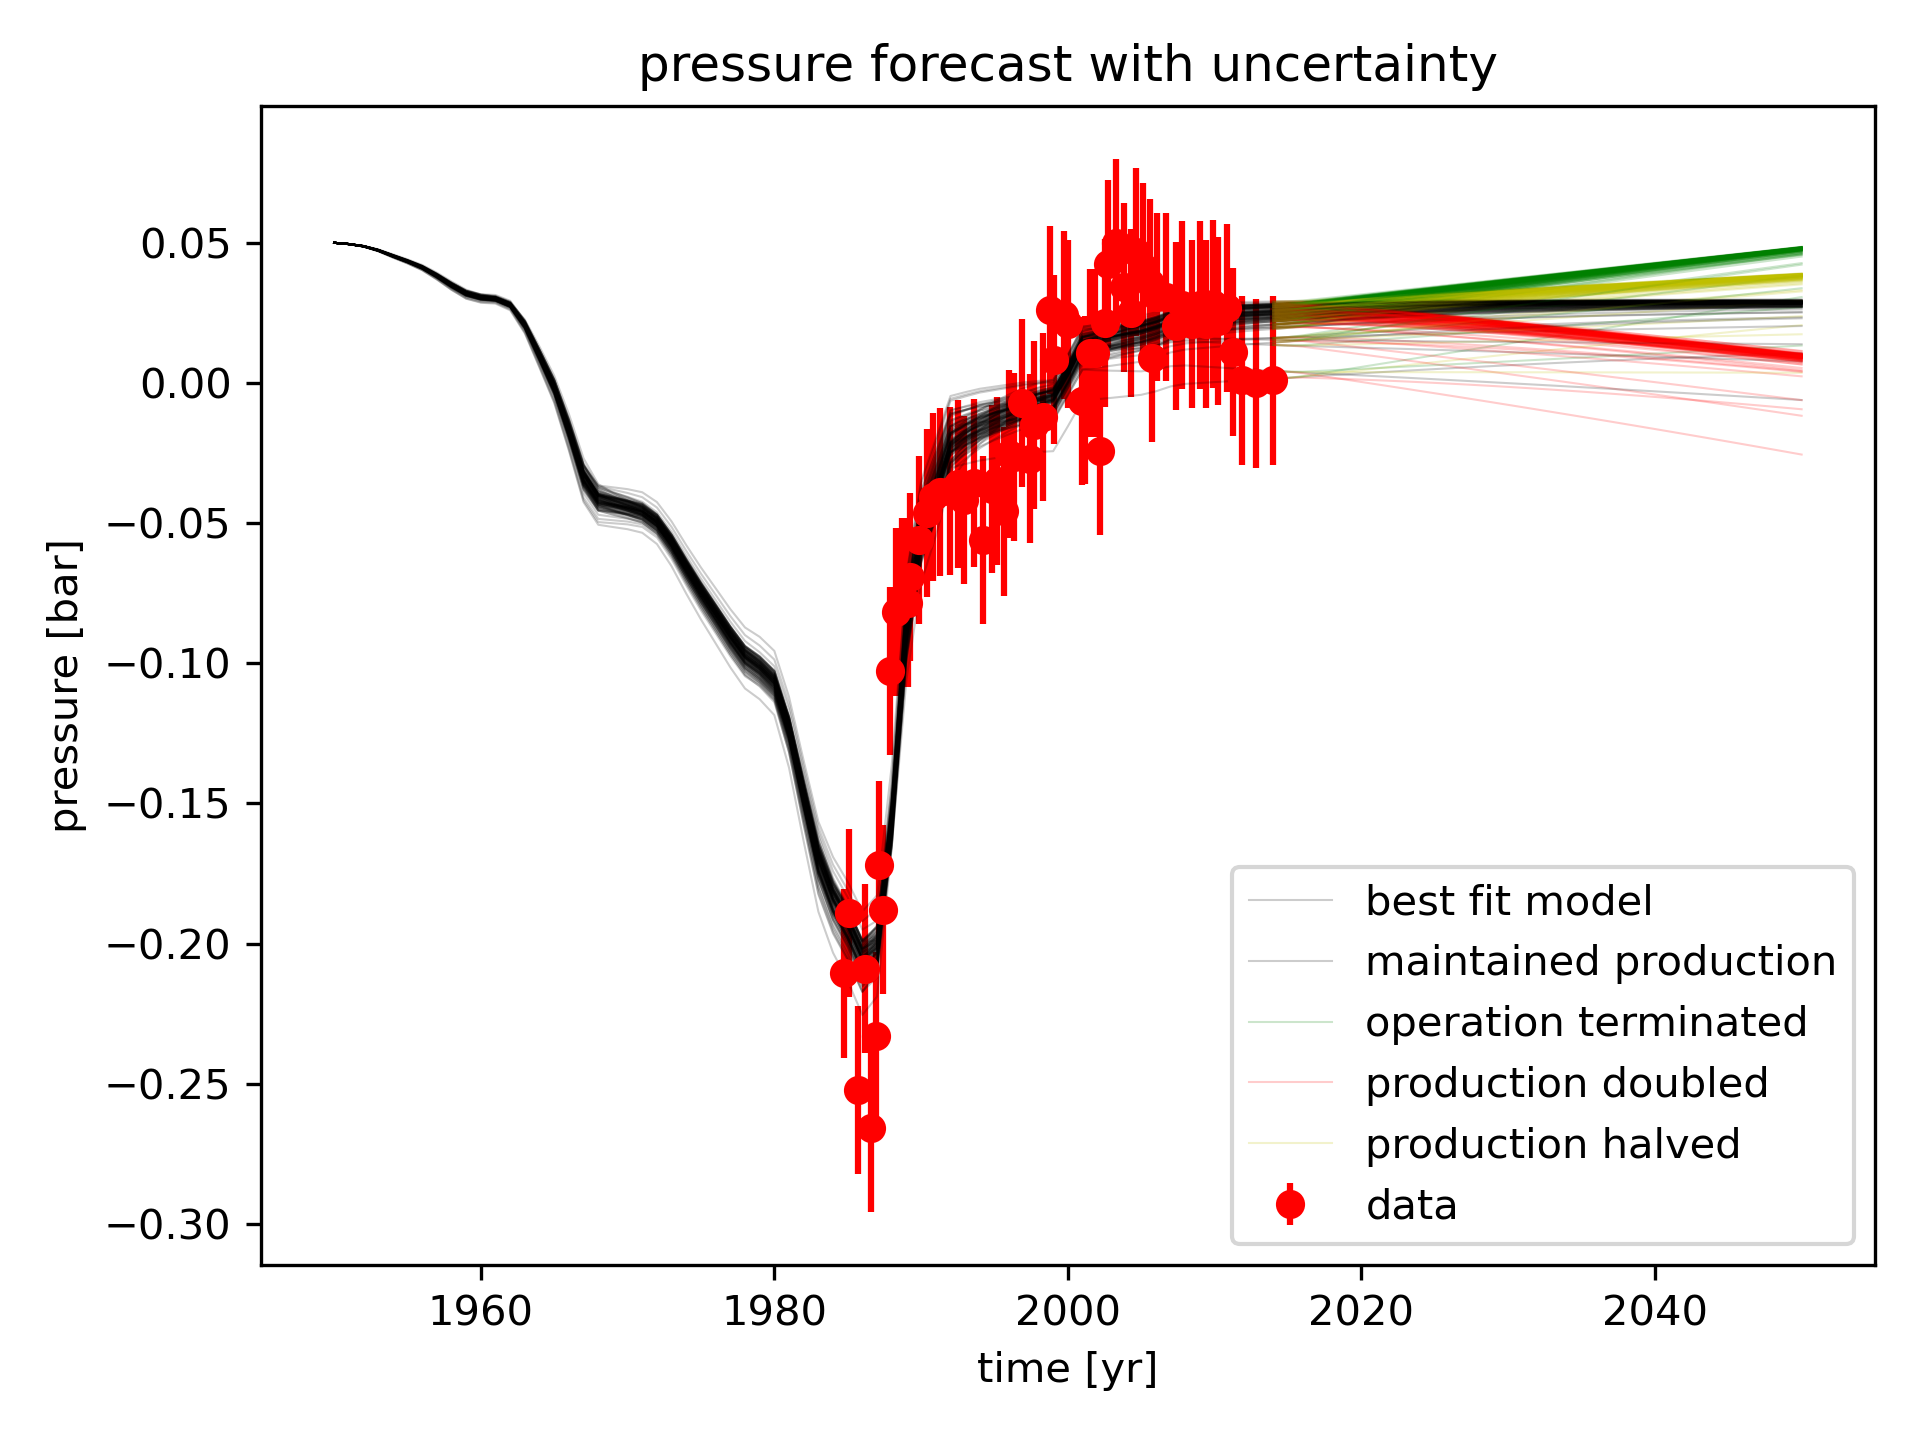 pressure forecast with uncertainty
pressure [bar]
0.05
0.00
−0.05
−0.10
−0.15
−0.20
−0.25
−0.30
best fit model
maintained production
operation terminated
production doubled
production halved
data
1960
1980
2000
2020
2040
time [yr]